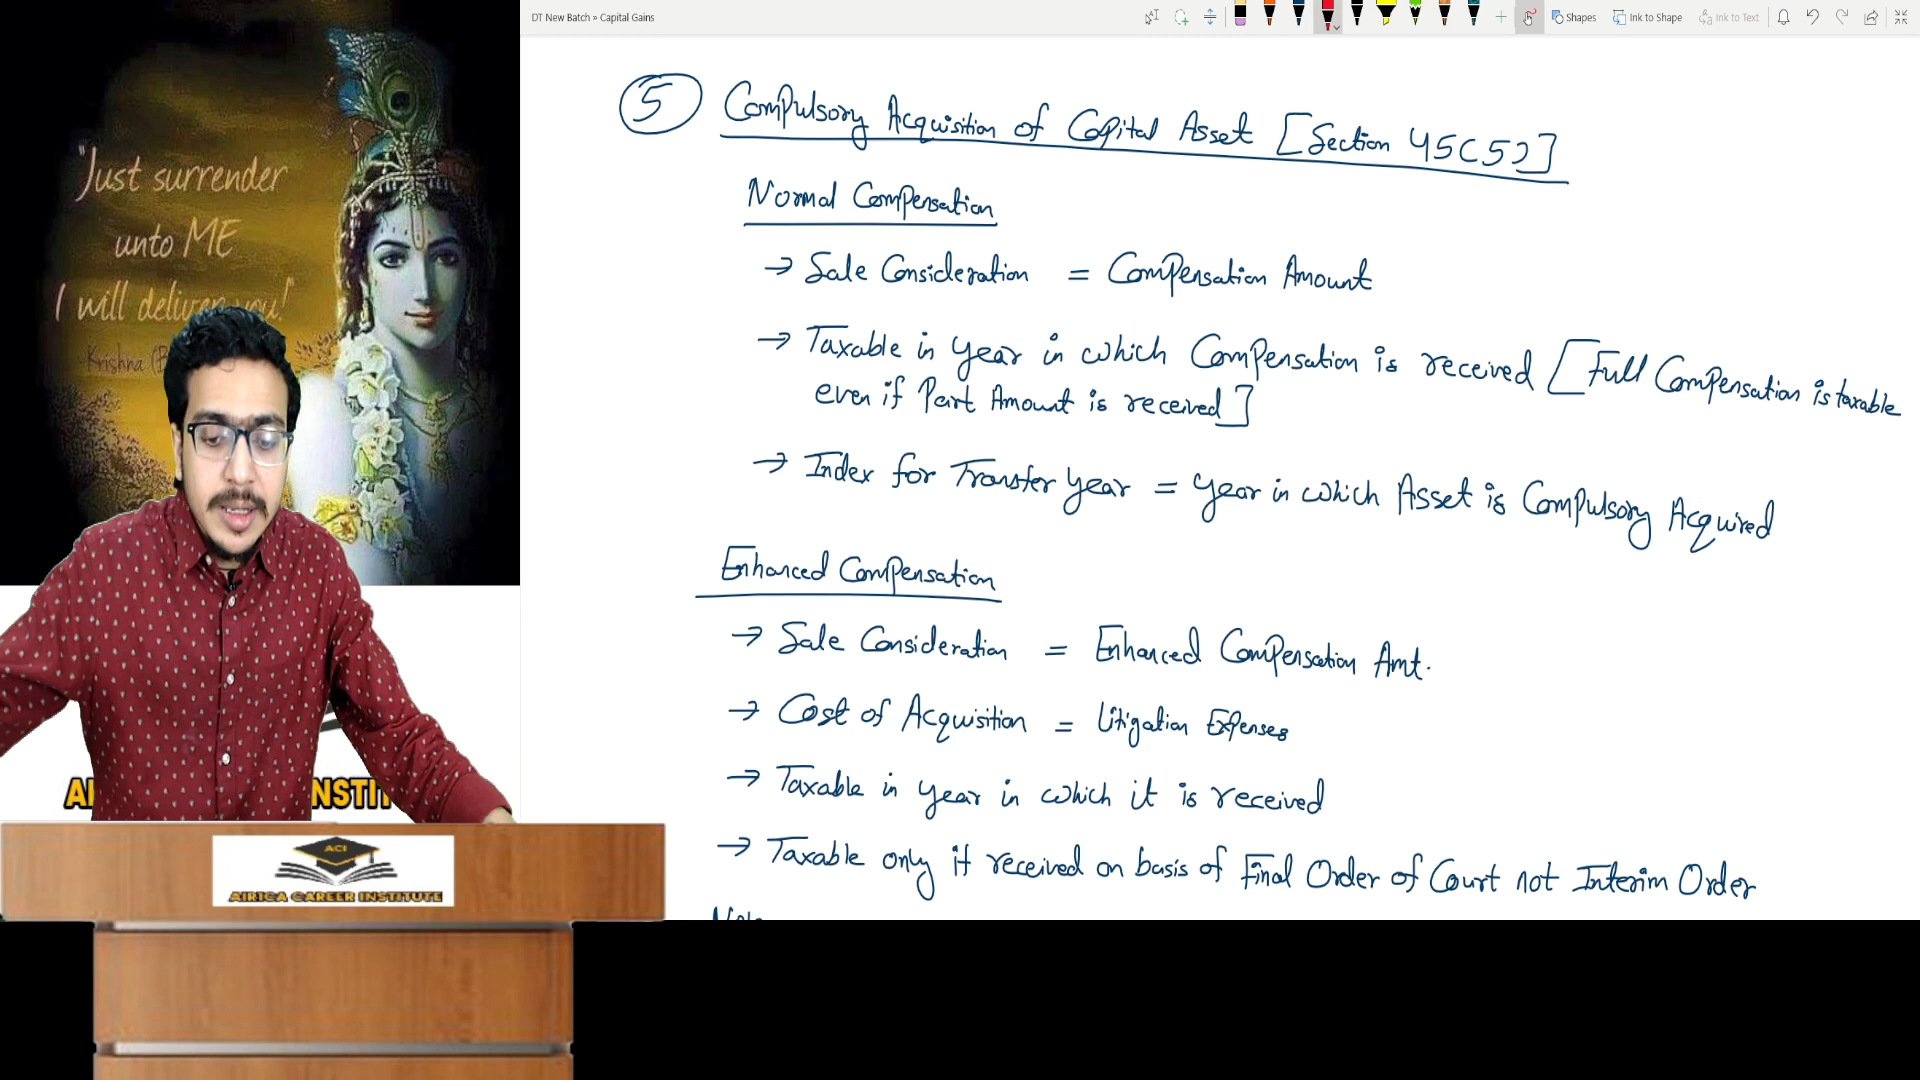 DT New Batch » Capital Gains
Shapes
Ink to Shape
Ink to Text
"Just surrender
unto ME
I will deliver you!"
Krishna
5 Compulsory Acquisition of Capital Asset [Section 45(5)]
Normal Compensation
→ Sale Consideration = Compensation Amount
→ Taxable in year in which Compensation is received [Full Compensation is taxable
even if Part Amount is received]
→ Index for Transfer year = year in which Asset is Compulsory Acquired
Enhanced Compensation
→ Sale Consideration = Enhanced Compensation Amt.
→ Cost of Acquisition = Litigation Expenses
→ Taxable in year in which it is received
→ Taxable only if received on basis of Final Order of Court not Interim Order
ACI
AIRICA CAREER INSTITUTE